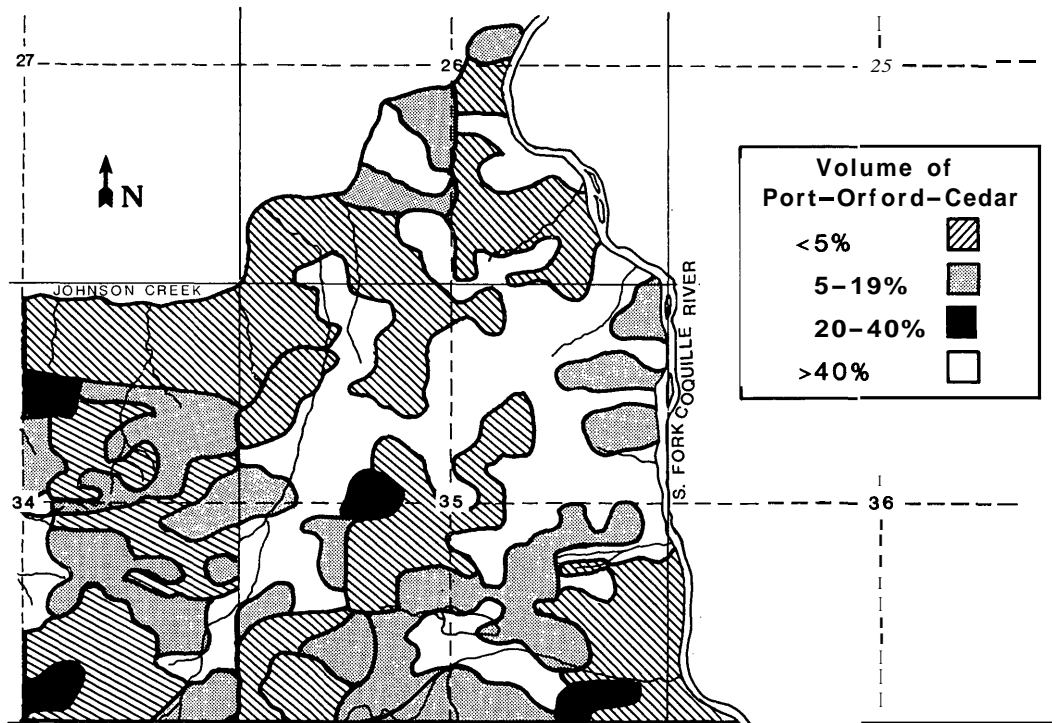 27
26
25
N
Volume of
Port-Orford-Cedar
<5%
5-19%
20-40%
>40%
JOHNSON CREEK
S. FORK COQUILLE RIVER
34
35
36